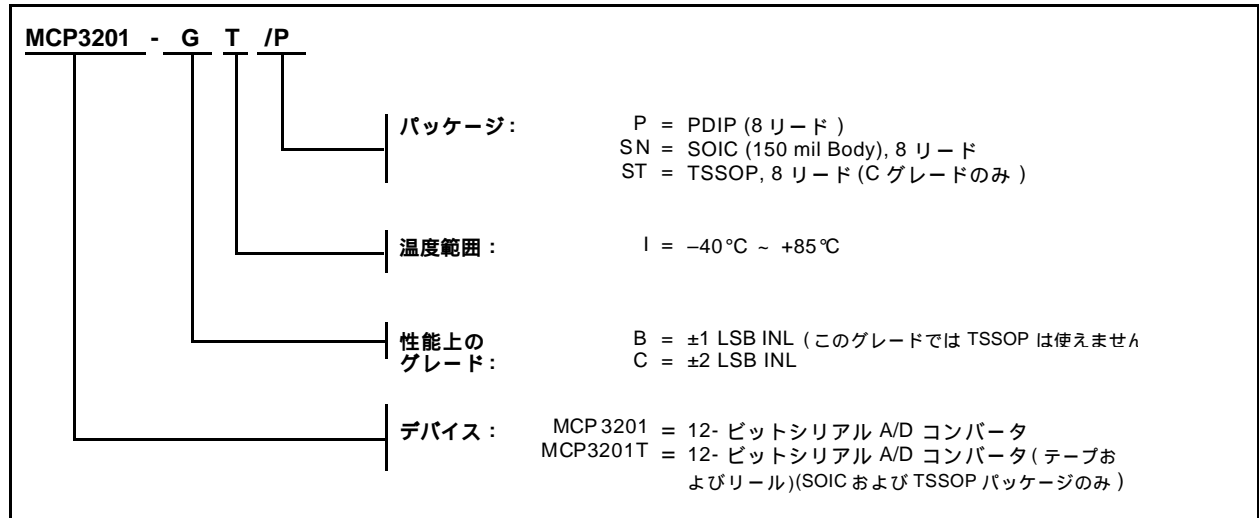 MCP3201 - G T /P
パッケージ： P = PDIP (8 リード )
SN = SOIC (150 mil Body), 8 リード
ST = TSSOP, 8 リード (C グレードのみ )
温度範囲： I = –40°C ~ +85°C
性能上の B = ±1 LSB INL ( このグレードでは TSSOP は使えません
グレード： C = ±2 LSB INL
デバイス： MCP3201 = 12- ビットシリアル A/D コンバータ
MCP3201T = 12- ビットシリアル A/D コンバータ ( テープお
よびリール)(SOIC および TSSOP パッケージのみ )